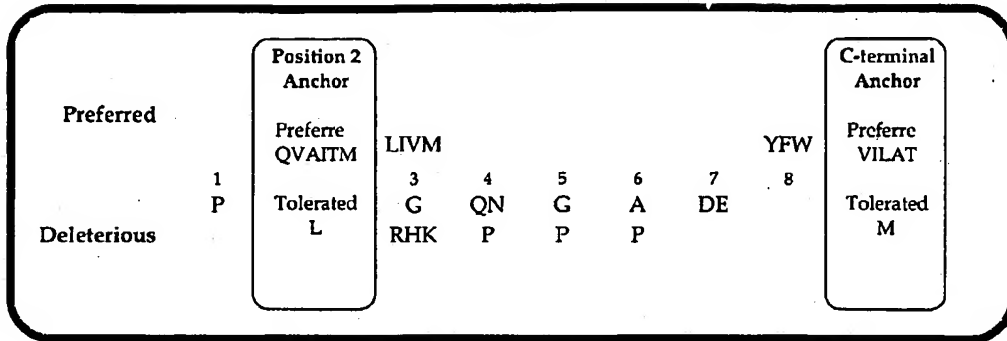 Position 2 C-terminal
Anchor Anchor
Preferred
Preferre LIVM YFW Preferre
QVAITM VILAT
1 3 4 5 6 7 8
P Tolerated G QN G A DE Tolerated
Deleterious L RHK P P P M